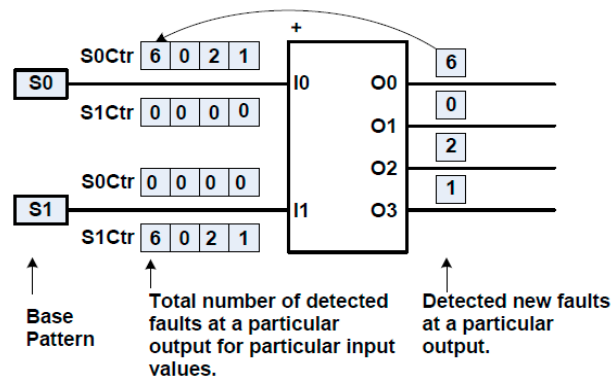 +
S0Ctr 6 0 2 1
6
S0
I0
O0
S1Ctr 0 0 0 0
0
O1
2
S0Ctr 0 0 0 0
O2
1
S1
I1
O3
S1Ctr 6 0 2 1
Base
Pattern
Total number of detected
faults at a particular
output for particular input
values.
Detected new faults
at a particular
output.